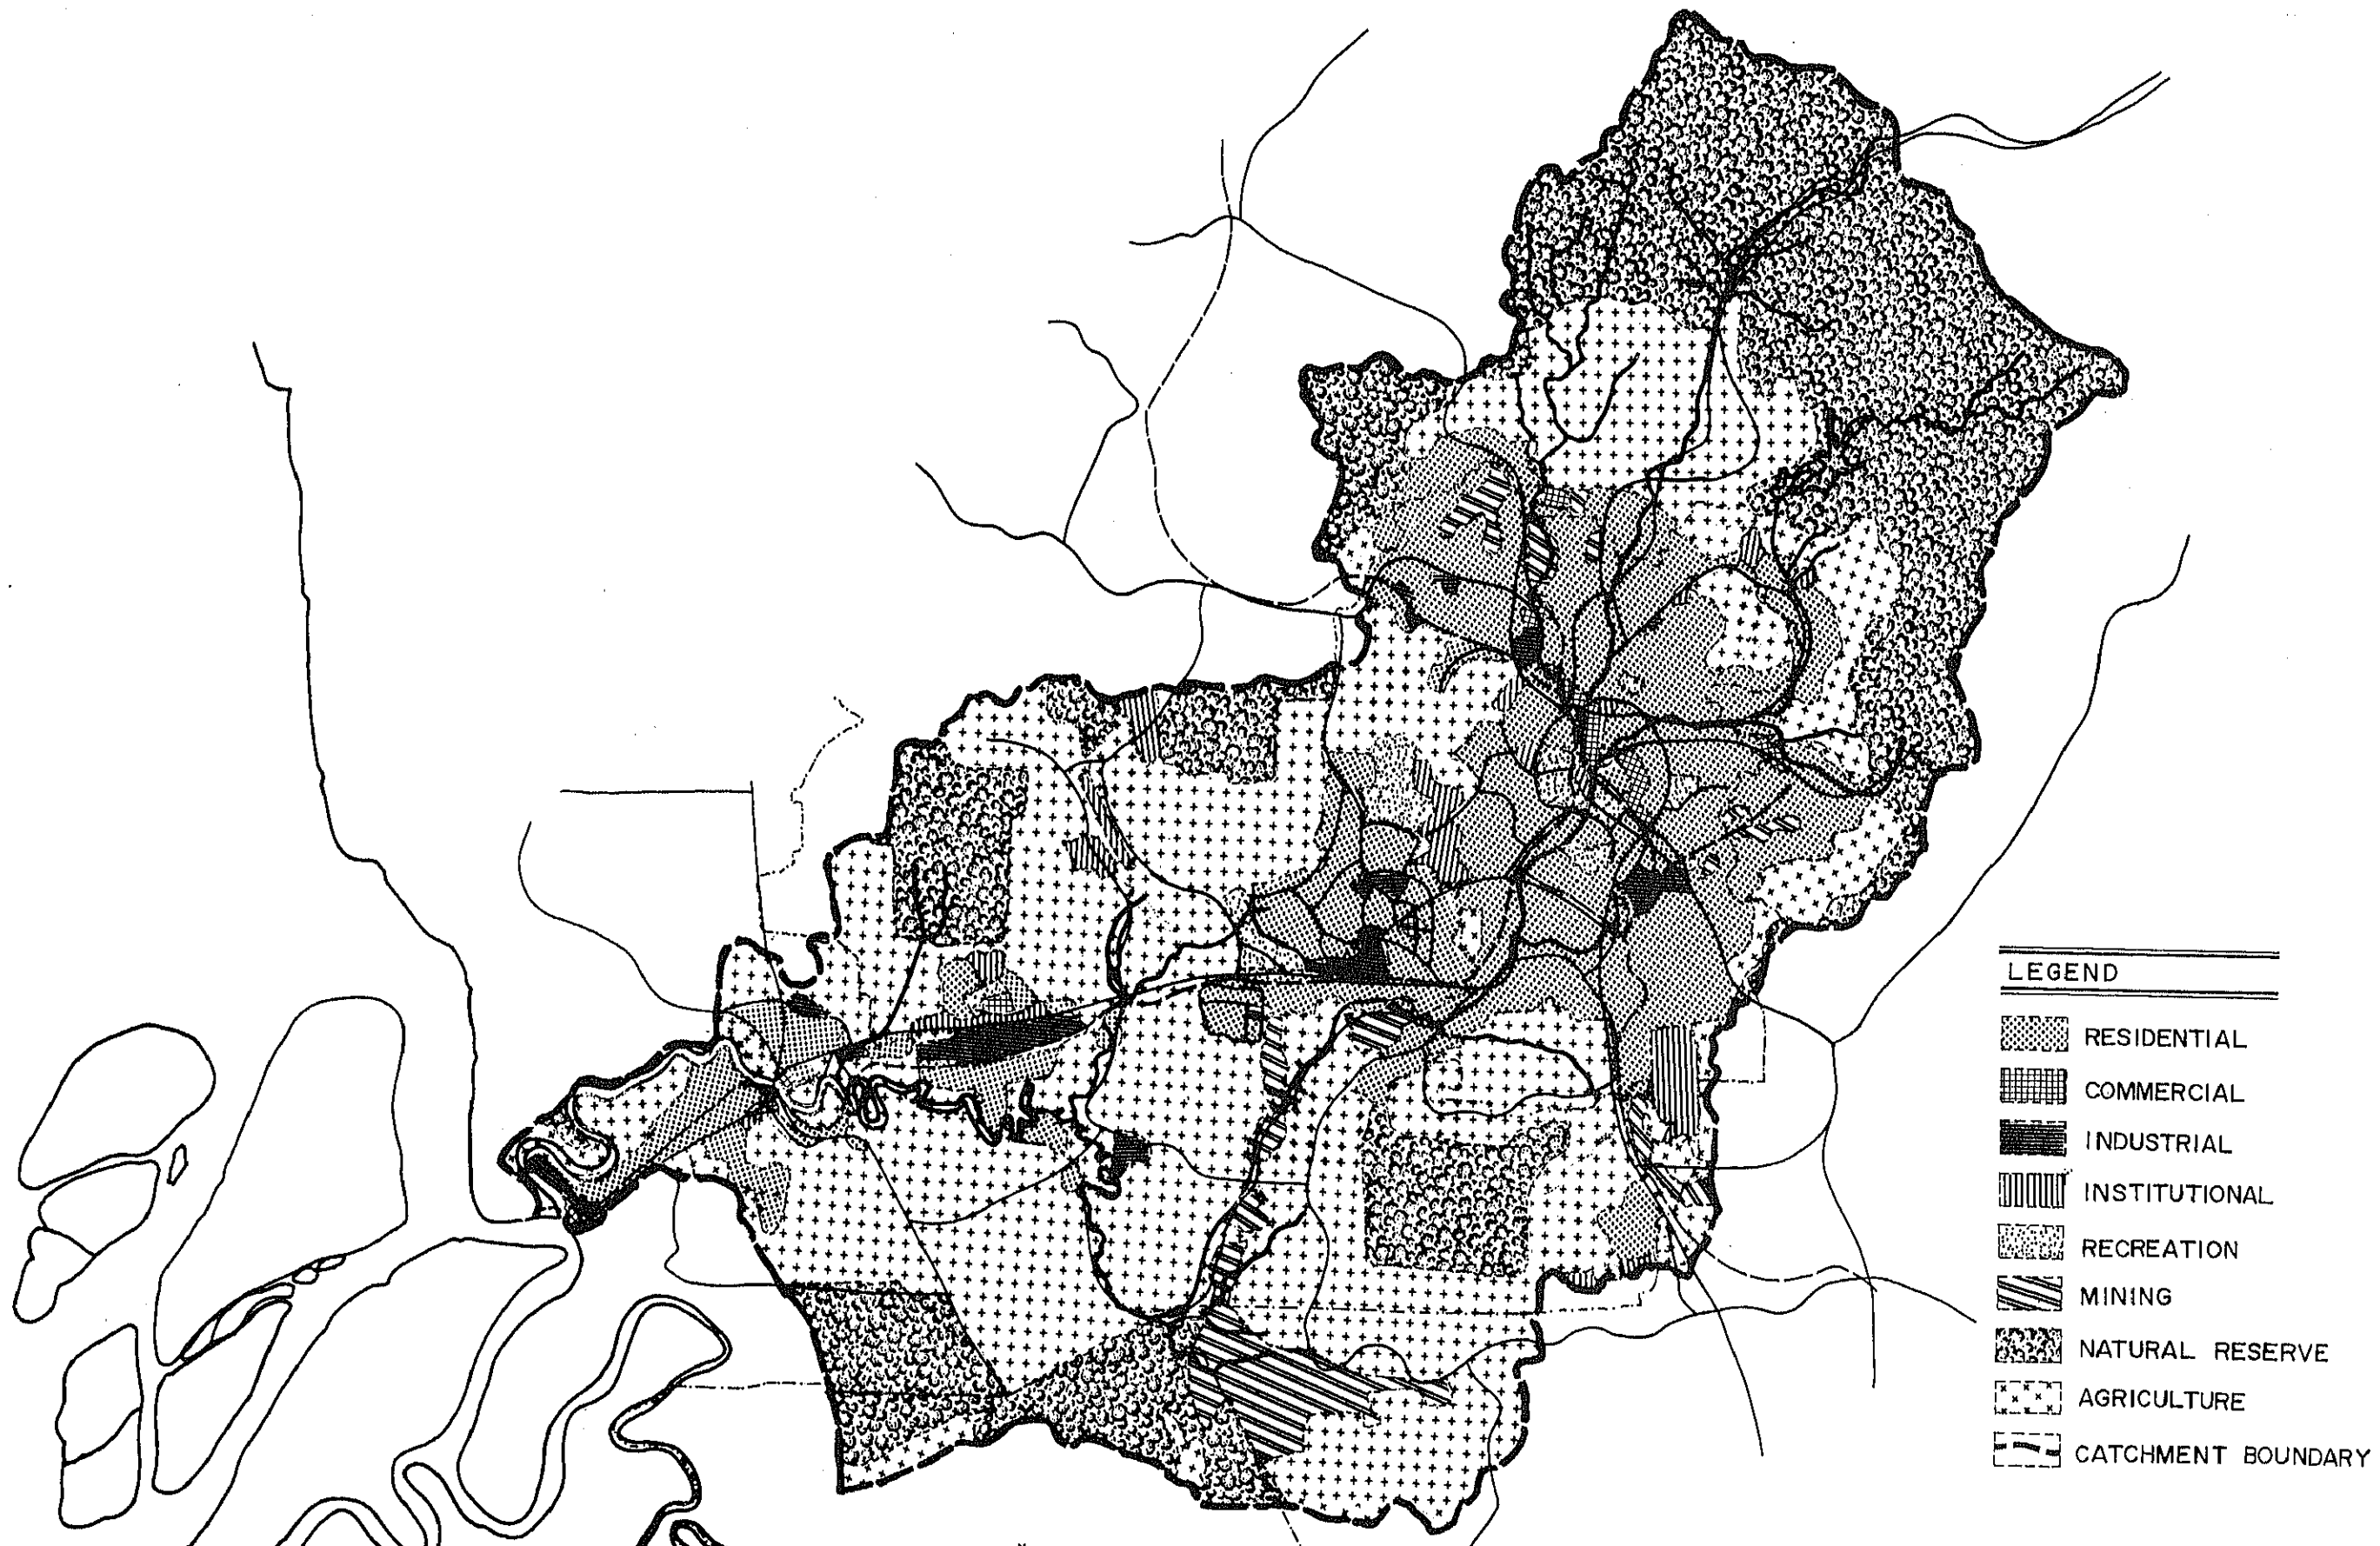 LEGEND
RESIDENTIAL
COMMERCIAL
INDUSTRIAL
INSTITUTIONAL
RECREATION
MINING
NATURAL RESERVE
AGRICULTURE
CATCHMENT BOUNDARY